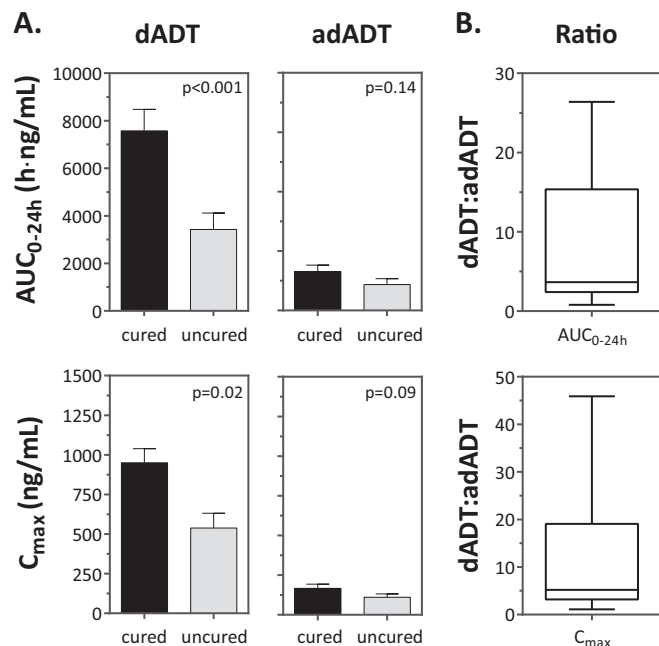 A.
dADT
adADT
B.
Ratio
AUC0-24h (h·ng/mL)
10000
8000
6000
4000
2000
0
p<0.001
cured
uncured
p=0.14
cured
uncured
dADT:adADT
30
20
10
0
AUC0-24h
Cmax (ng/mL)
1500
1250
1000
750
500
250
0
p=0.02
cured
uncured
p=0.09
cured
uncured
dADT:adADT
50
40
30
20
10
0
Cmax